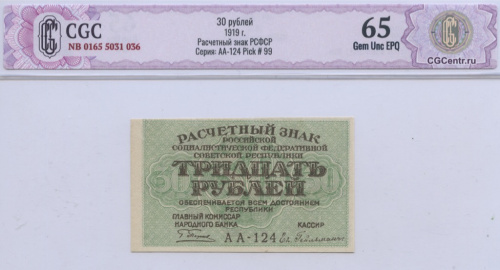 CGC
NB 0165 5031 036
30 рублей
1919 г.
Расчетный знак РСФСР
Серия: АА-124 Pick # 99
65
Gem Unc EPQ
CGCentr.ru
РАСЧЕТНЫЙ ЗНАК
РОССИЙСКОЙ
СОЦИАЛИСТИЧЕСКОЙ ФЕДЕРАТИВНОЙ
СОВЕТСКОЙ РЕСПУБЛИКИ
ТРИДЦАТЬ
РУБЛЕЙ
ОБЕСПЕЧИВАЕТСЯ ВСЕМ ДОСТОЯНИЕМ
РЕСПУБЛИКИ
ГЛАВНЫЙ КОМИССАР
НАРОДНОГО БАНКА
КАССИР
АА-124